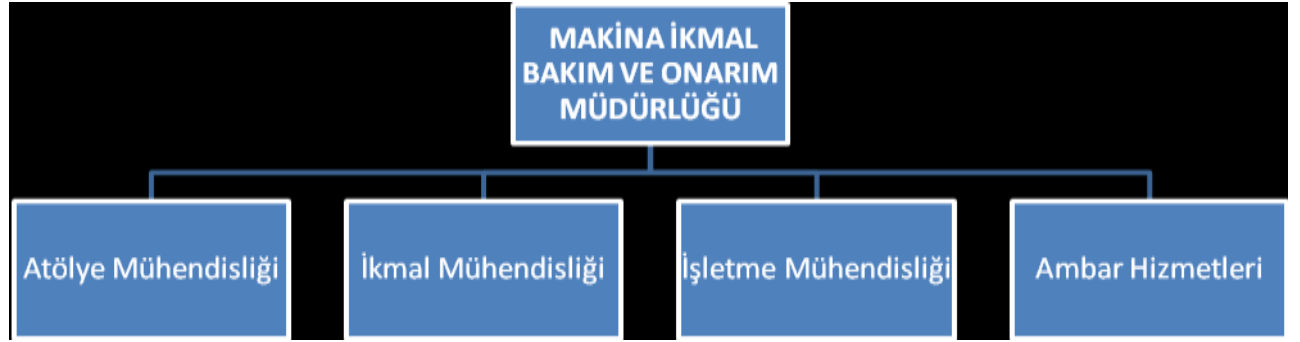 MAKİNA İKMAL
BAKIM VE ONARIM
MÜDÜRLÜĞÜ
Atölye Mühendisliği
İkmal Mühendisliği
İşletme Mühendisliği
Ambar Hizmetleri